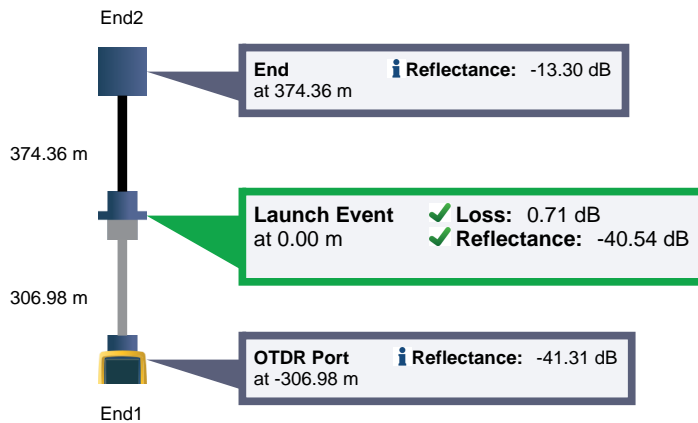 End2
End i Reflectance: -13.30 dB
at 374.36 m
374.36 m
Launch Event Loss: 0.71 dB
at 0.00 m Reflectance: -40.54 dB
306.98 m
OTDR Port i Reflectance: -41.31 dB
at -306.98 m
End1